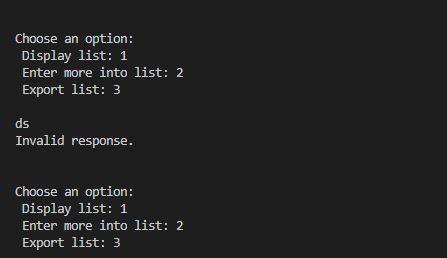 Choose an option:
Display list: 1
Enter more into list: 2
Export list: 3
ds
Invalid response.
Choose an option:
Display list: 1
Enter more into list: 2
Export list: 3